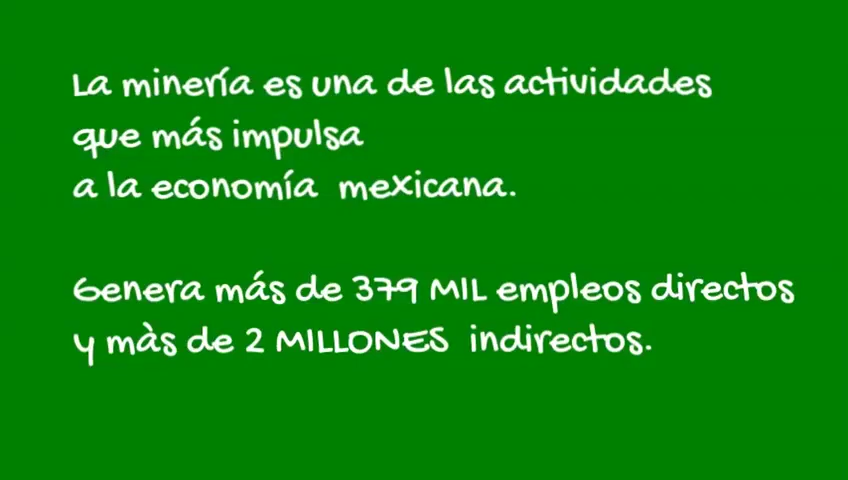 La minería es una de las actividades
que más impulsa
a la economía mexicana.
Genera más de 379 MIL empleos directos
y màs de 2 MILLONES indirectos.